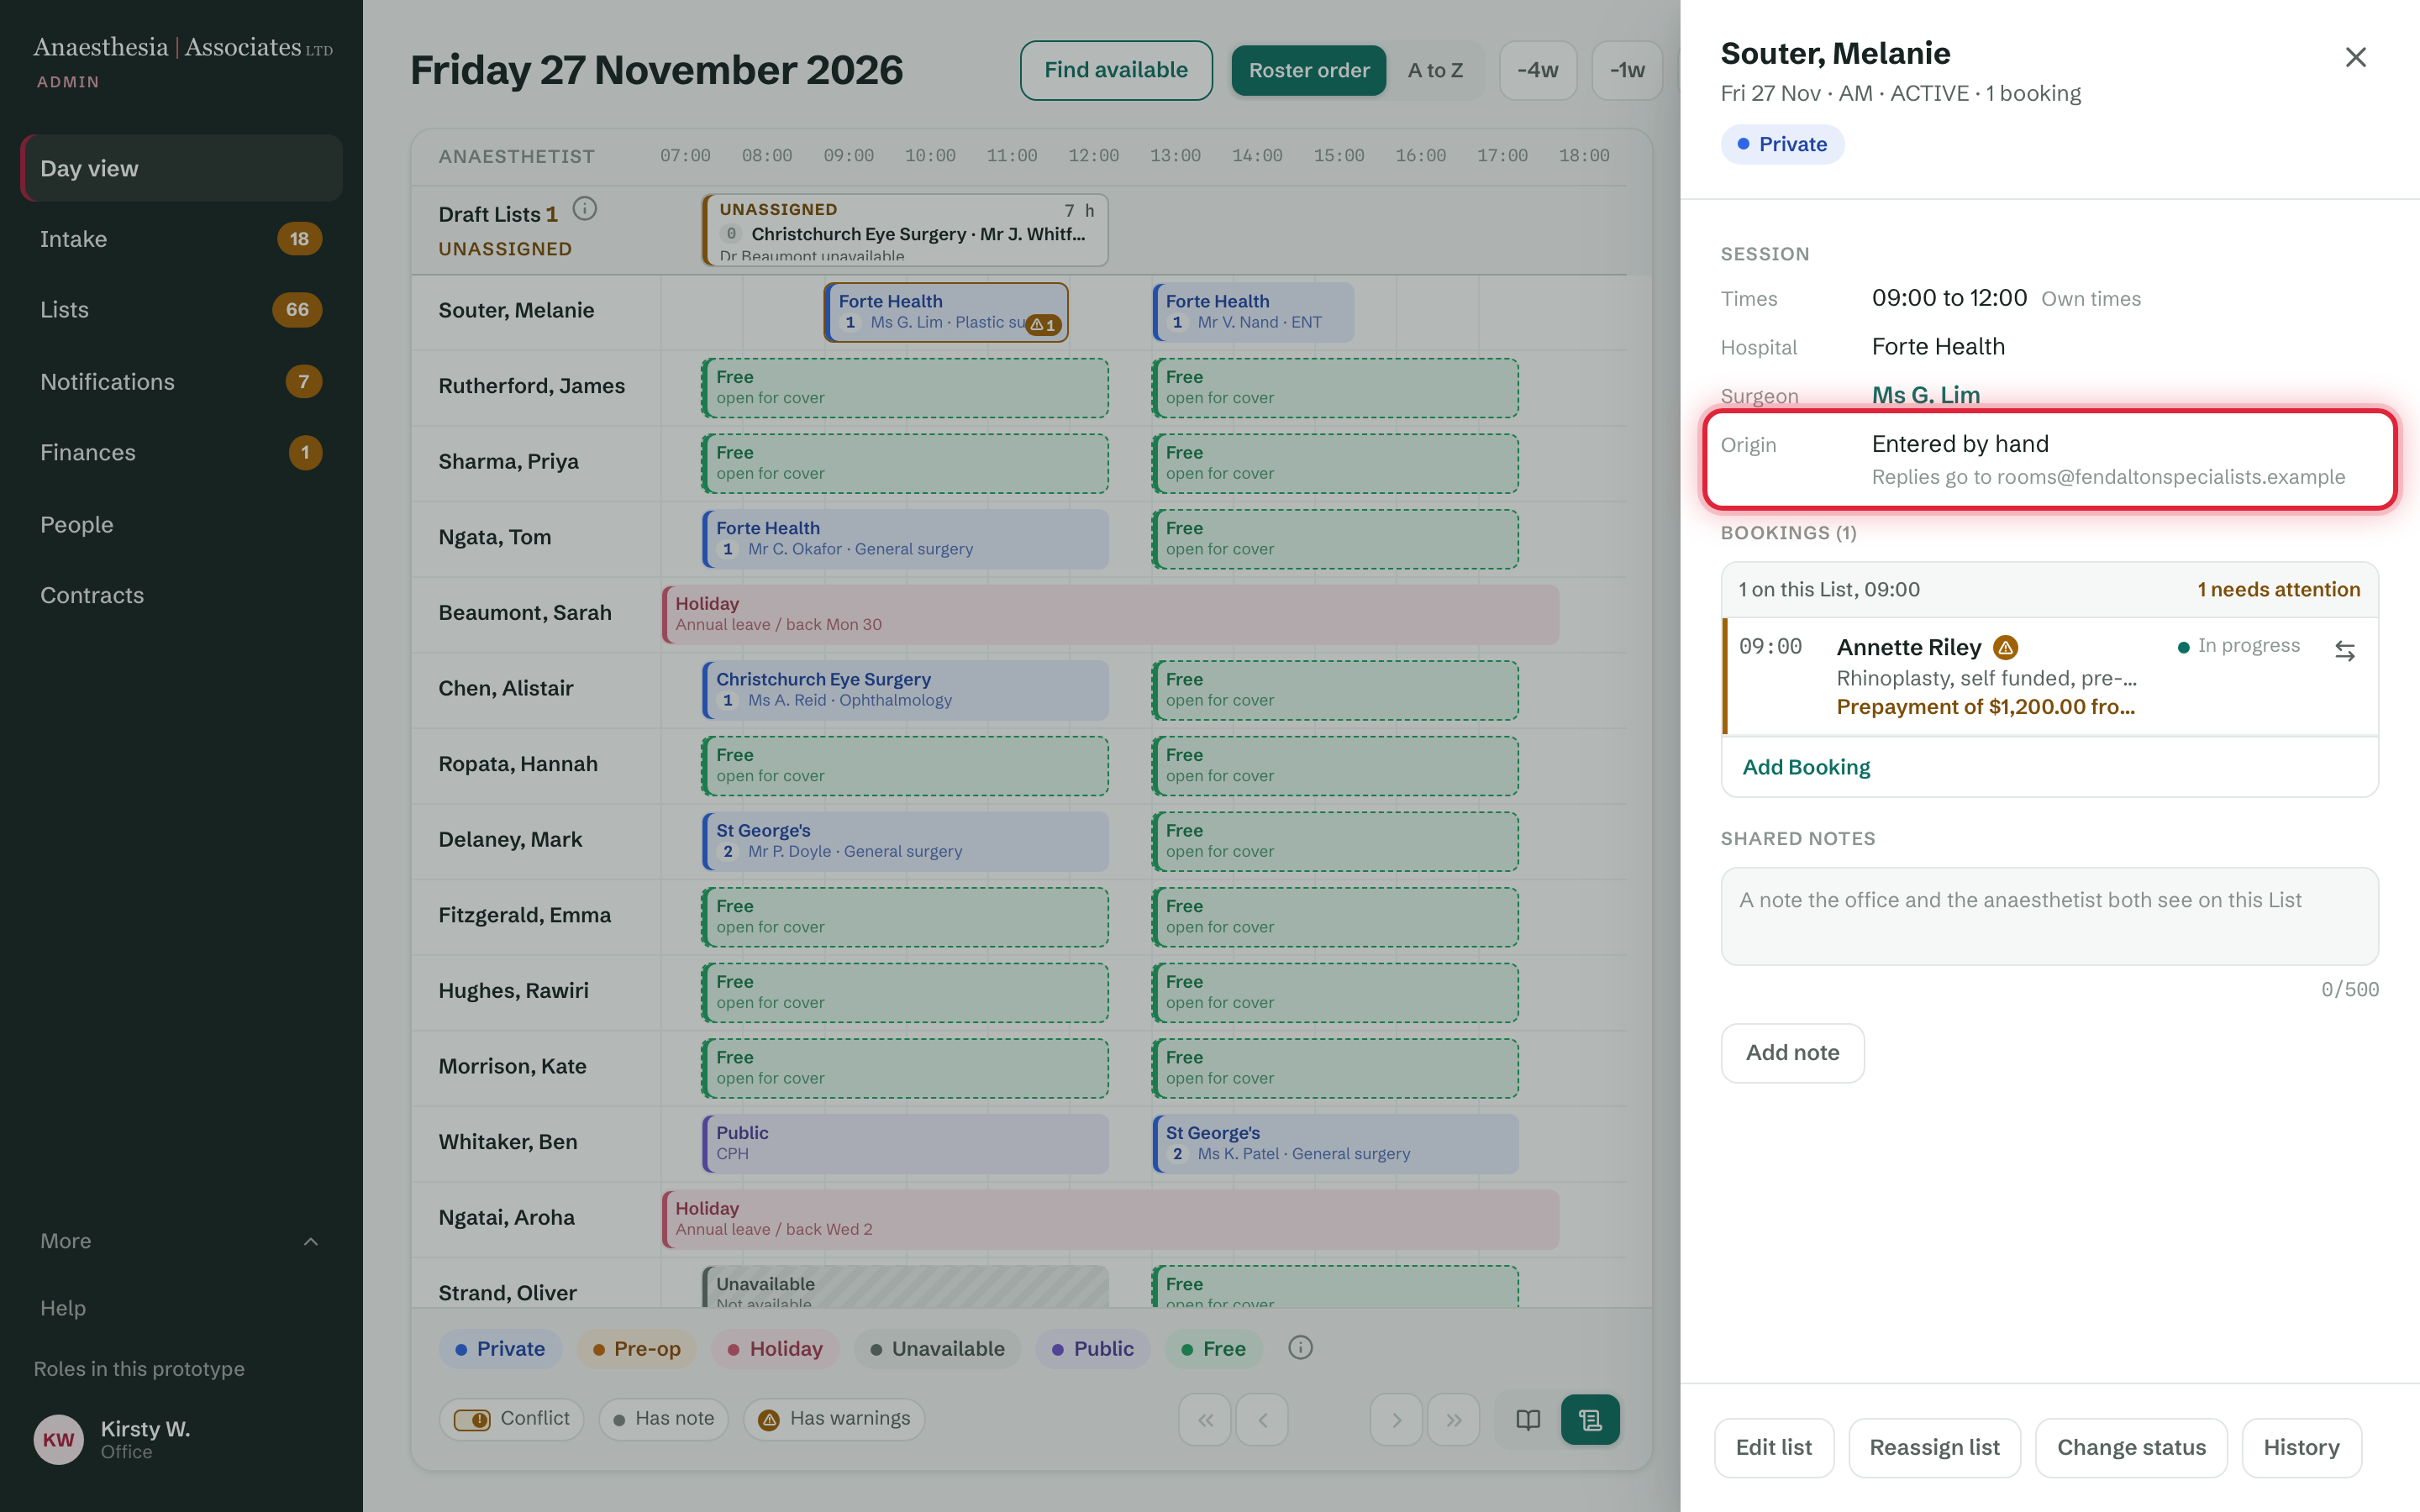 Anaesthesia | Associates LTD
ADMIN
Day view
Intake 18
Lists 66
Notifications 7
Finances 1
People
Contracts
More
Help
Roles in this prototype
KW
Kirsty W.
Office
Friday 27 November 2026
Find available
Roster order
A to Z
-4w
-1w
ANAESTHETIST 07:00 08:00 09:00 10:00 11:00 12:00 13:00 14:00 15:00 16:00 17:00 18:00
Draft Lists 1
UNASSIGNED
UNASSIGNED 7 h
0 Christchurch Eye Surgery · Mr J. Whitf...
Dr Beaumont unavailable
Souter, Melanie
Forte Health
1 Ms G. Lim · Plastic su
1
Forte Health
1 Mr V. Nand · ENT
Rutherford, James
Free
open for cover
Free
open for cover
Sharma, Priya
Free
open for cover
Free
open for cover
Ngata, Tom
Forte Health
1 Mr C. Okafor · General surgery
Free
open for cover
Beaumont, Sarah
Holiday
Annual leave / back Mon 30
Chen, Alistair
Christchurch Eye Surgery
1 Ms A. Reid · Ophthalmology
Free
open for cover
Ropata, Hannah
Free
open for cover
Free
open for cover
Delaney, Mark
St George's
2 Mr P. Doyle · General surgery
Free
open for cover
Fitzgerald, Emma
Free
open for cover
Free
open for cover
Hughes, Rawiri
Free
open for cover
Free
open for cover
Morrison, Kate
Free
open for cover
Free
open for cover
Whitaker, Ben
Public
CPH
St George's
2 Ms K. Patel · General surgery
Ngatai, Aroha
Holiday
Annual leave / back Wed 2
Strand, Oliver
Unavailable
Not available
Free
open for cover
Private
Pre-op
Holiday
Unavailable
Public
Free
Conflict
Has note
Has warnings
Souter, Melanie
Fri 27 Nov · AM · ACTIVE · 1 booking
Private
SESSION
Times 09:00 to 12:00 Own times
Hospital Forte Health
Surgeon Ms G. Lim
Origin Entered by hand
Replies go to rooms@fendaltonspecialists.example
BOOKINGS (1)
1 on this List, 09:00 1 needs attention
09:00 Annette Riley In progress
Rhinoplasty, self funded, pre-...
Prepayment of $1,200.00 fro...
Add Booking
SHARED NOTES
A note the office and the anaesthetist both see on this List
0/500
Add note
Edit list
Reassign list
Change status
History